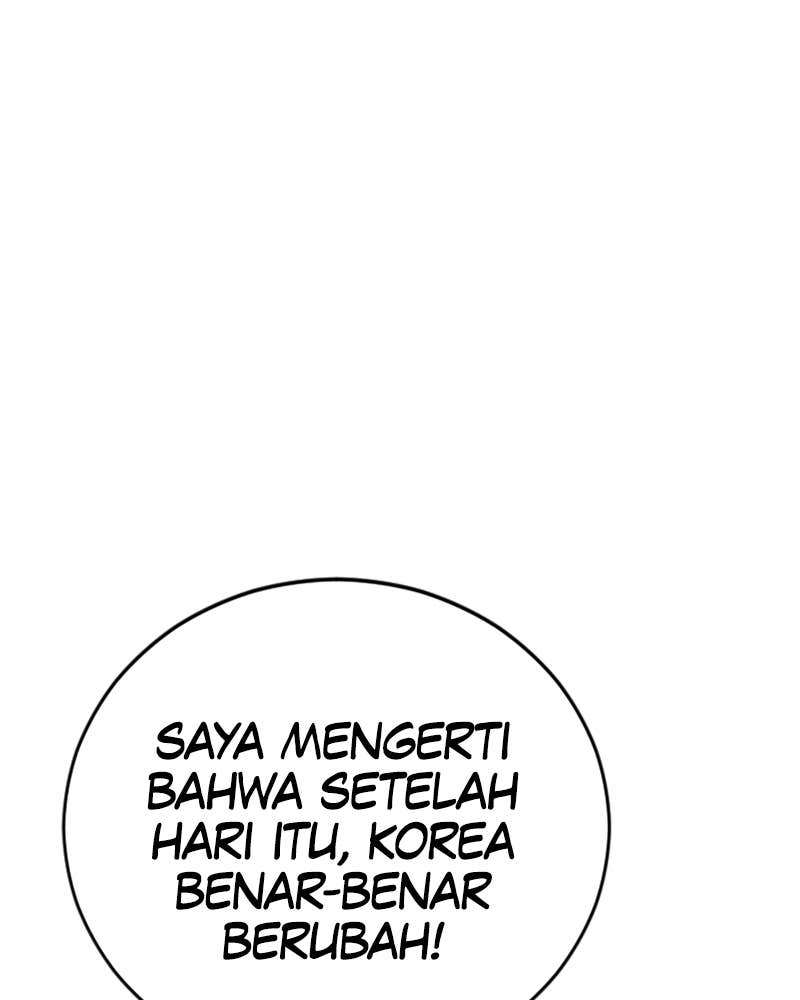 SAYA MENGERTI
BAHWA SETELAH
HARI ITU, KOREA
BENAR-BENAR
BERUBAH!